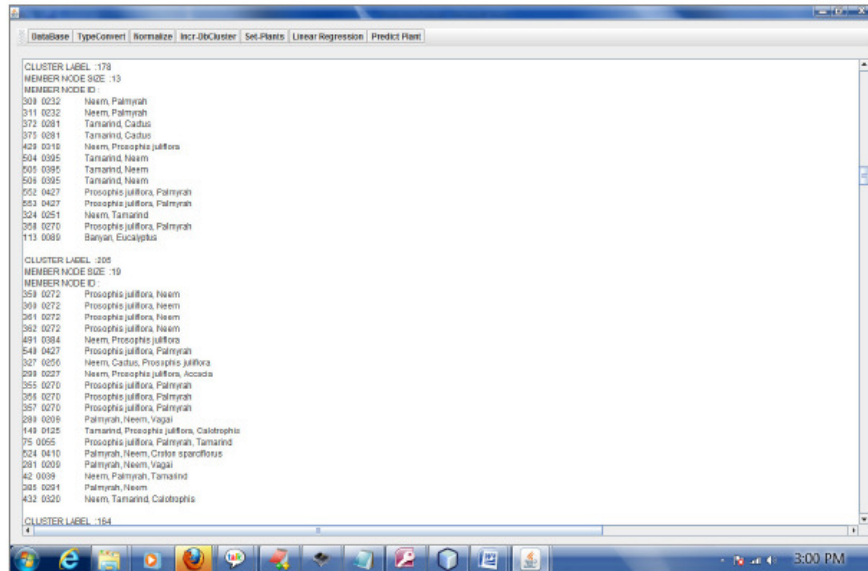 DataBase TypeConvert Normalize Incr-DbCluster Set-Plants Linear Regression Predict Plant
CLUSTER LABEL :178
MEMBER NODE SIZE :13
MEMBER NODE ID :
309 0232 Neem, Palmyrah
311 0232 Neem, Palmyrah
372 0281 Tamarind, Cactus
375 0281 Tamarind, Cactus
429 0318 Neem, Prosophis juliflora
504 0395 Tamarind, Neem
505 0395 Tamarind, Neem
506 0395 Tamarind, Neem
552 0427 Prosophis juliflora, Palmyrah
553 0427 Prosophis juliflora, Palmyrah
324 0251 Neem, Tamarind
358 0270 Prosophis juliflora, Palmyrah
113 0089 Banyan, Eucalyptus
CLUSTER LABEL :205
MEMBER NODE SIZE :19
MEMBER NODE ID :
359 0272 Prosophis juliflora, Neem
360 0272 Prosophis juliflora, Neem
361 0272 Prosophis juliflora, Neem
362 0272 Prosophis juliflora, Neem
491 0384 Neem, Prosophis juliflora
549 0427 Prosophis juliflora, Palmyrah
327 0256 Neem, Cactus, Prosophis juliflora
299 0227 Neem, Prosophis juliflora, Accacia
355 0270 Prosophis juliflora, Palmyrah
356 0270 Prosophis juliflora, Palmyrah
357 0270 Prosophis juliflora, Palmyrah
280 0209 Palmyrah, Neem, Vagai
149 0125 Tamarind, Prosophis juliflora, Calotrophis
75 0055 Prosophis juliflora, Palmyrah, Tamarind
524 0410 Palmyrah, Neem, Croton sparciflorus
281 0209 Palmyrah, Neem, Vagai
42 0039 Neem, Palmyrah, Tamarind
385 0291 Palmyrah, Neem
432 0320 Neem, Tamarind, Calotrophis
CLUSTER LABEL :164
talk
3:00 PM